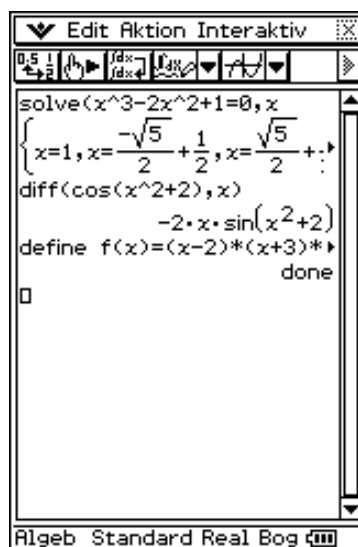 Edit Aktion Interaktiv
solve(x^3-2x^2+1=0,x
{x=1,x=-√5/2+1/2,x=√5/2+
diff(cos(x^2+2),x)
-2·x·sin(x²+2)
define f(x)=(x-2)*(x+3)*
done
Algeb Standard Real Bog